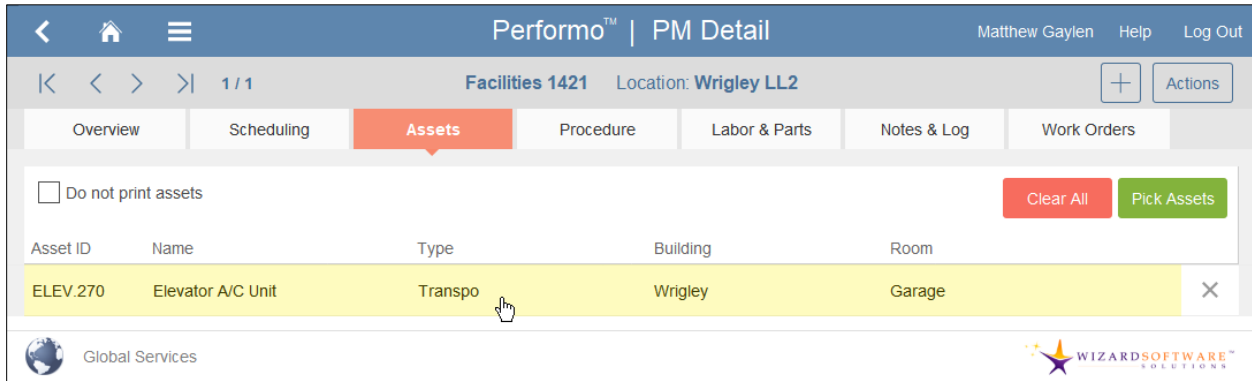 Performo™ | PM Detail Matthew Gaylen Help Log Out
1 / 1 Facilities 1421 Location: Wrigley LL2 Actions
Overview Scheduling Assets Procedure Labor & Parts Notes & Log Work Orders
Do not print assets Clear All Pick Assets
Asset ID Name Type Building Room
ELEV.270 Elevator A/C Unit Transpo Wrigley Garage
Global Services WIZARDSOFTWARE™
SOLUTIONS